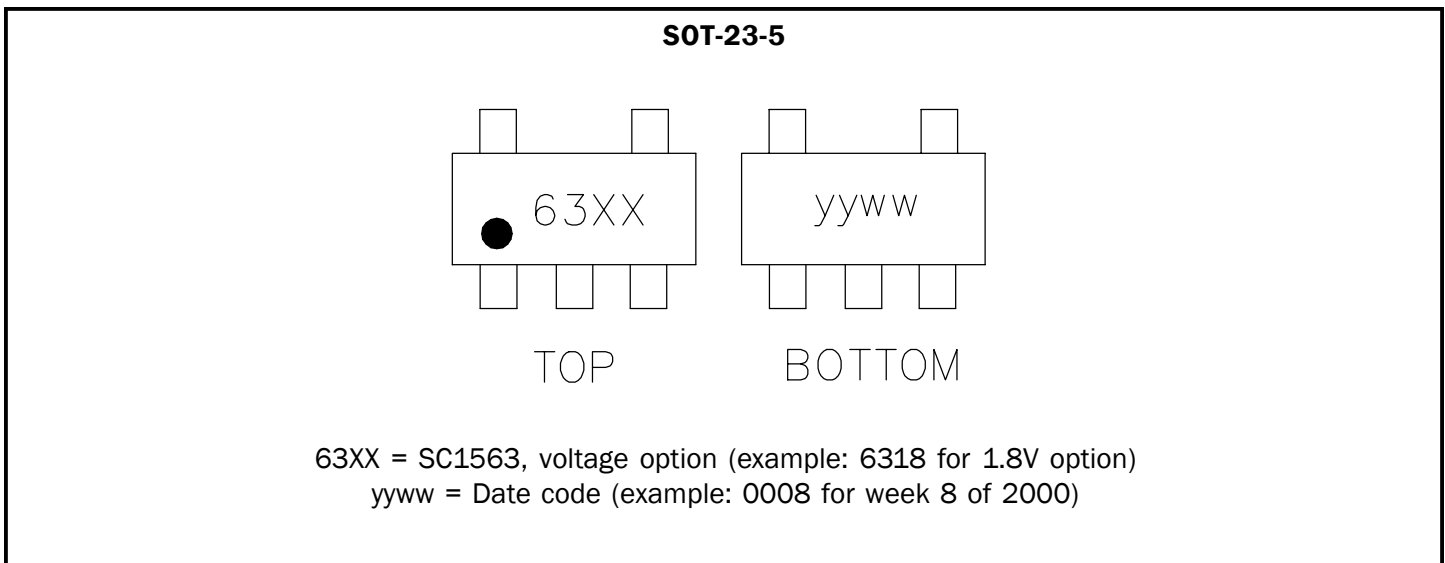 SOT-23-5
63XX
yyww
TOP
BOTTOM
63XX = SC1563, voltage option (example: 6318 for 1.8V option)
yyww = Date code (example: 0008 for week 8 of 2000)